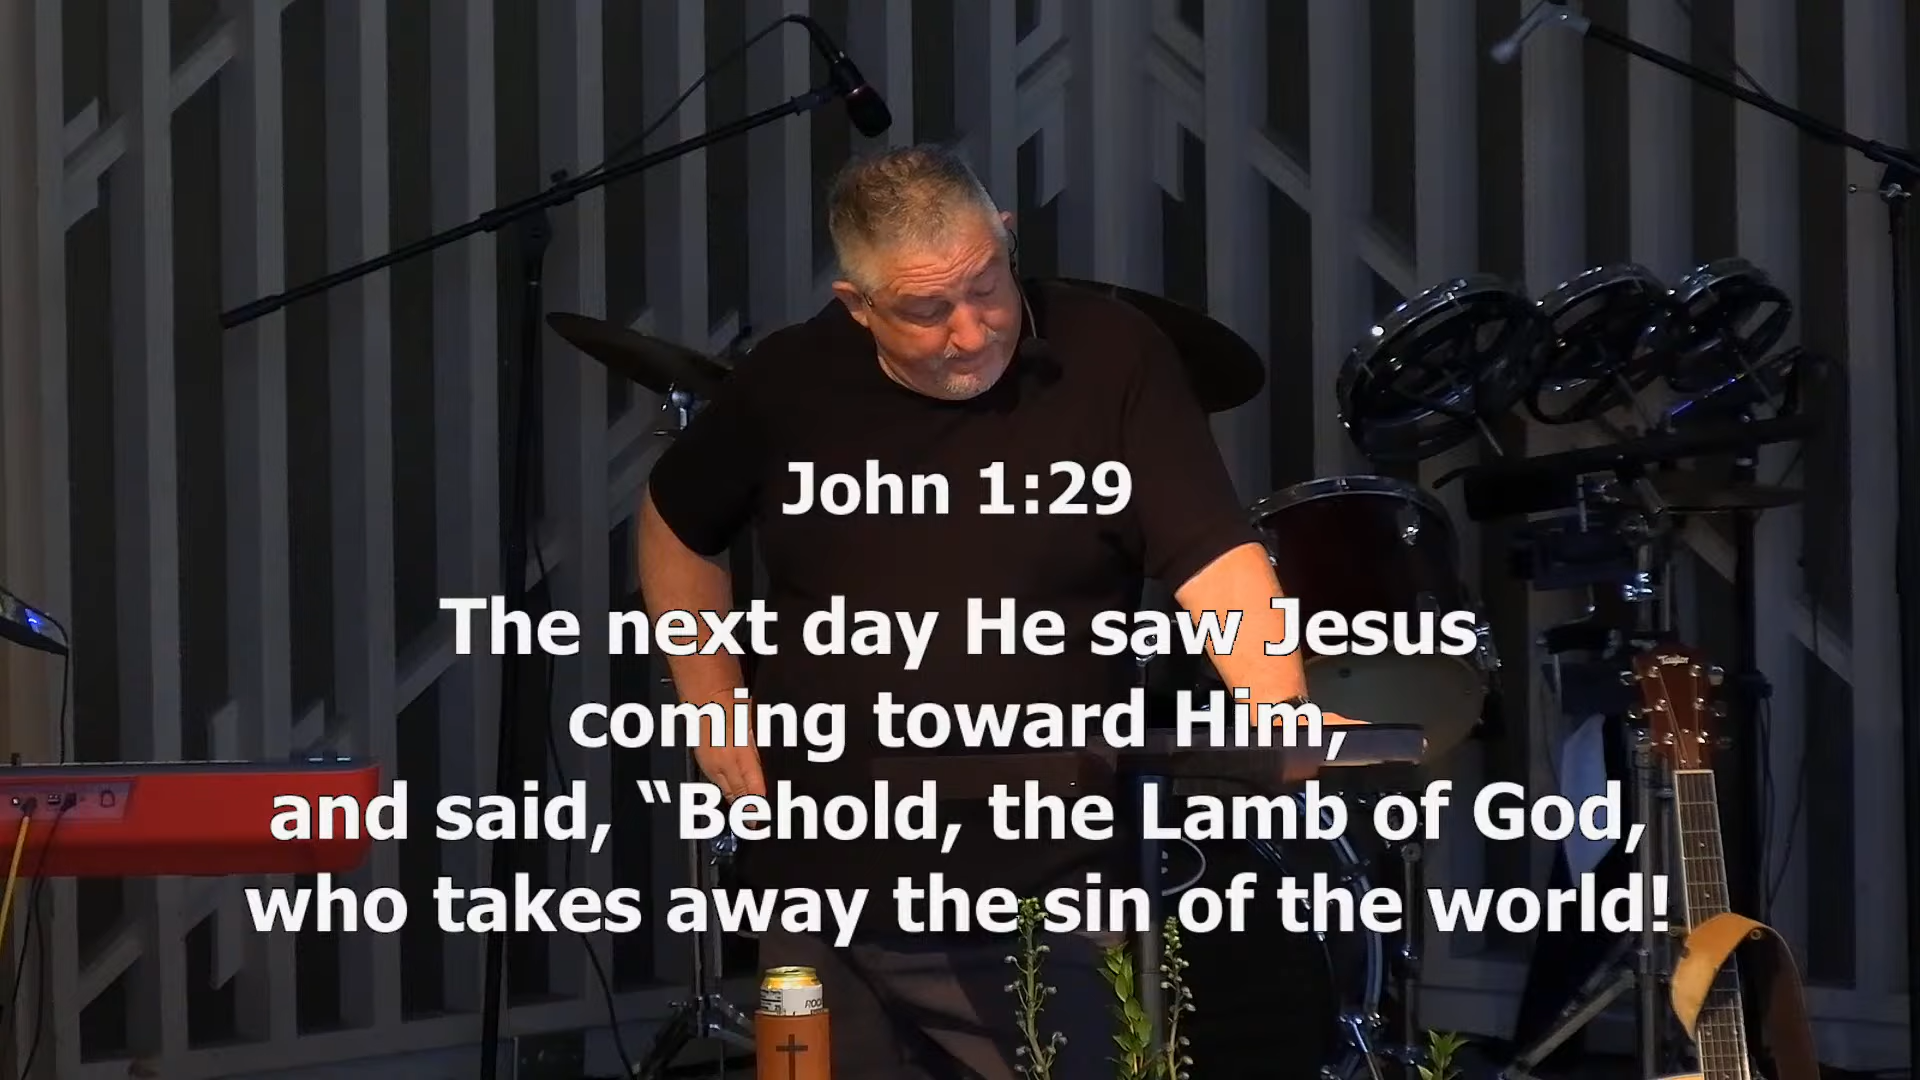 John 1:29
The next day He saw Jesus
coming toward Him,
and said, “Behold, the Lamb of God,
who takes away the sin of the world!